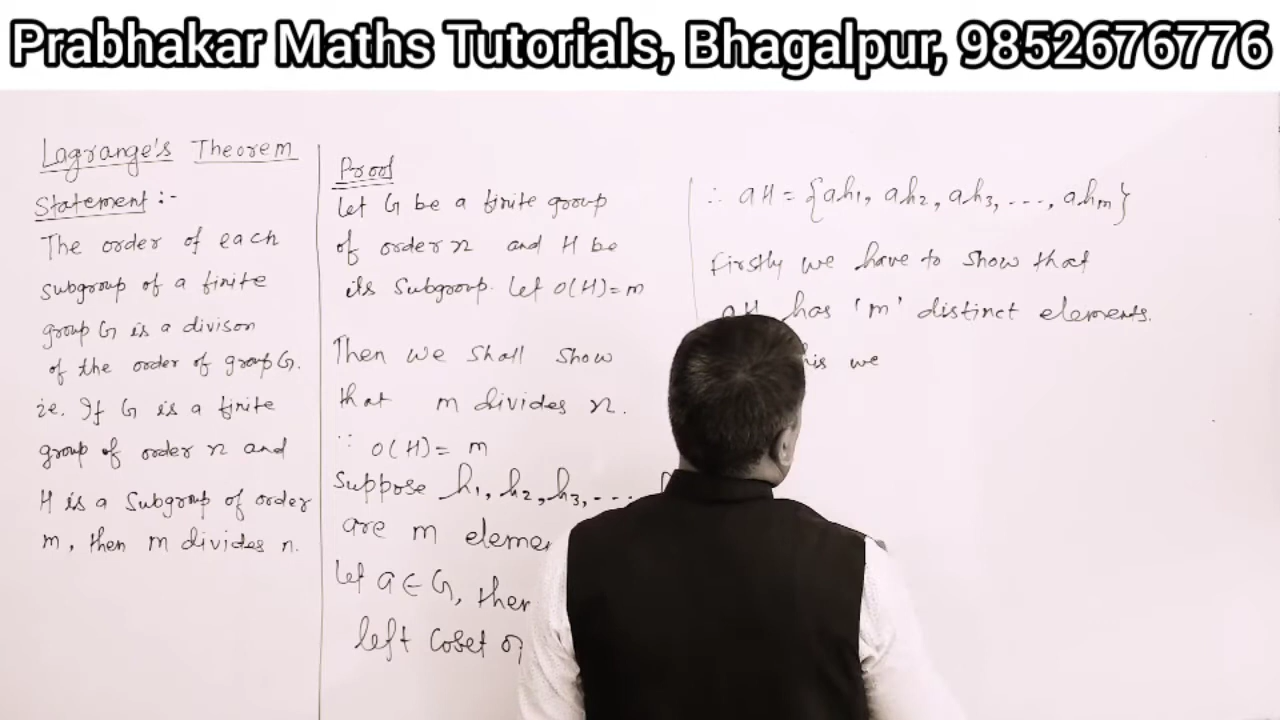 Prabhakar Maths Tutorials, Bhagalpur, 9852676776
Lagrange's Theorem
Statement :-
The order of each
subgroup of a finite
group G is a divison
of the order of group G.
ie. If G is a finite
group of order n and
H is a Subgroup of order
m, then m divides n.
Proof
Let G be a finite group
of order n and H be
its Subgroup. Let O(H)=m
Then we shall show
that m divides n.
∵ O(H)= m
Suppose h₁, h₂, h₃, ---
are m
Let a ∈ G,
left Coset
∴ aH = {ah₁, ah₂, ah₃, ---, ahₘ}
Firstly we have to show that
aH has 'm' distinct elements.
we